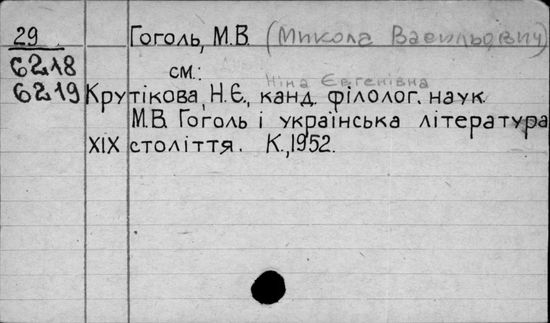 29 Гоголь, М.В. (Микола Васильович)
6218 см.:
Ніна Євгенівна
6219 Крутікова, Н.Є., канд. філолог. наук.
М.В. Гоголь і українська література
XIX століття. К., 1952.